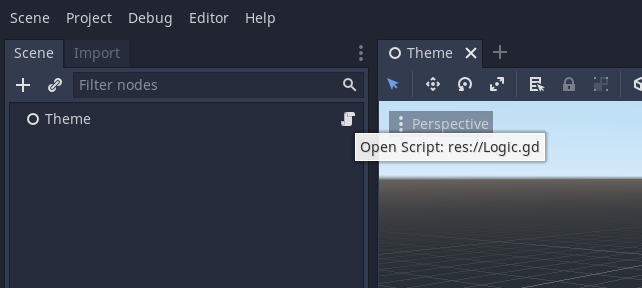 Scene Project Debug Editor Help
Scene Import
Theme
Filter nodes
Theme
Perspective
Open Script: res://Logic.gd